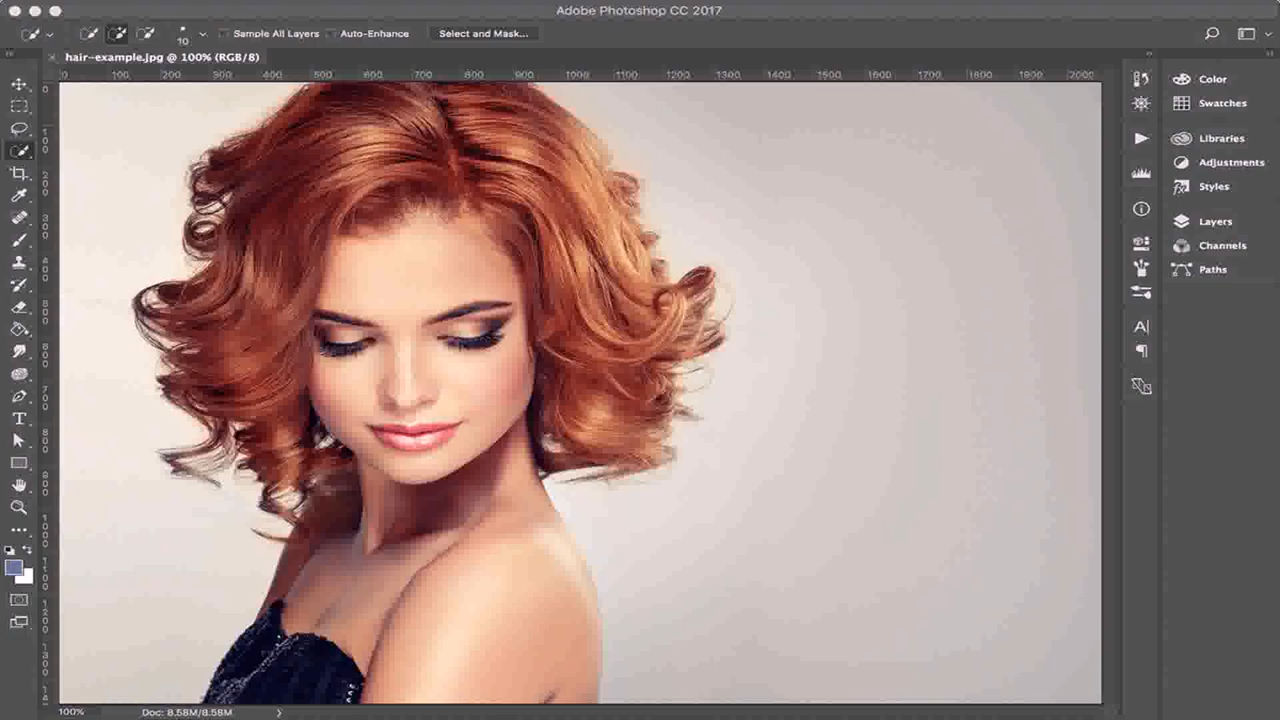 Adobe Photoshop CC 2017
10 Sample All Layers Auto-Enhance Select and Mask...
hair-example.jpg @ 100% (RGB/8)
0 100 200 300 400 500 600 700 800 900 1000 1100 1200 1300 1400 1500 1600 1700 1800 1900 2000
Color
Swatches
Libraries
Adjustments
Styles
Layers
Channels
Paths
100% Doc: 8.58M/8.58M